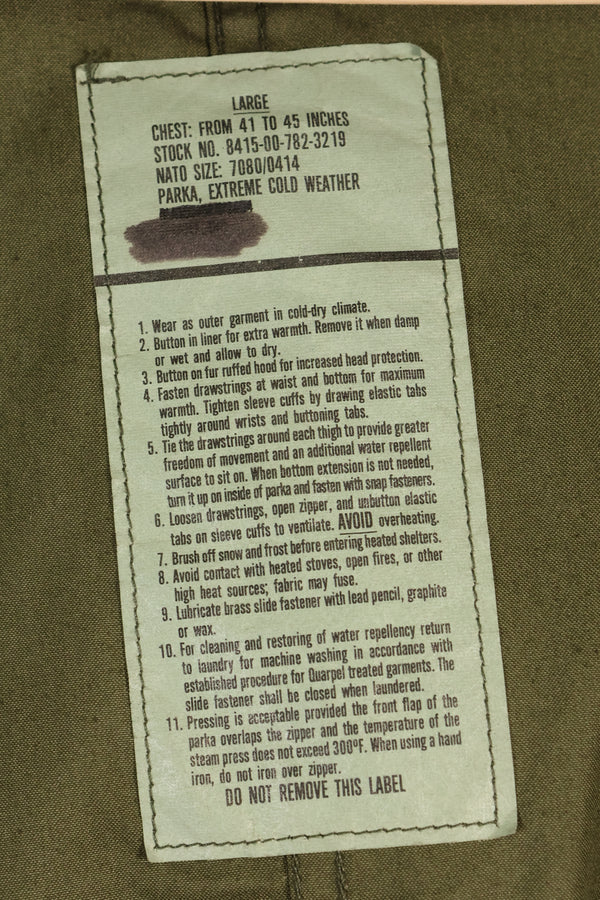 LARGE
CHEST: FROM 41 TO 45 INCHES
STOCK NO. 8415-00-782-3219
NATO SIZE: 7080/0414
PARKA, EXTREME COLD WEATHER
1. Wear as outer garment in cold-dry climate.
2. Button in liner for extra warmth. Remove it when damp
or wet and allow to dry.
3. Button on fur ruffed hood for increased head protection.
4. Fasten drawstrings at waist and bottom for maximum
warmth. Tighten sleeve cuffs by drawing elastic tabs
tightly around wrists and buttoning tabs.
5. Tie the drawstrings around each thigh to provide greater
freedom of movement and an additional water repellent
surface to sit on. When bottom extension is not needed,
turn it up on inside of parka and fasten with snap fasteners.
6. Loosen drawstrings, open zipper, and unbutton elastic
tabs on sleeve cuffs to ventilate. AVOID overheating.
7. Brush off snow and frost before entering heated shelters.
8. Avoid contact with heated stoves, open fires, or other
high heat sources; fabric may fuse.
9. Lubricate brass slide fastener with lead pencil, graphite
or wax.
10. For cleaning and restoring of water repellency return
to laundry for machine washing in accordance with
established procedure for Quarpel treated garments. The
slide fastener shall be closed when laundered.
11. Pressing is acceptable provided the front flap of the
parka overlaps the zipper and the temperature of the
steam press does not exceed 300°F. When using a hand
iron, do not iron over zipper.
DO NOT REMOVE THIS LABEL